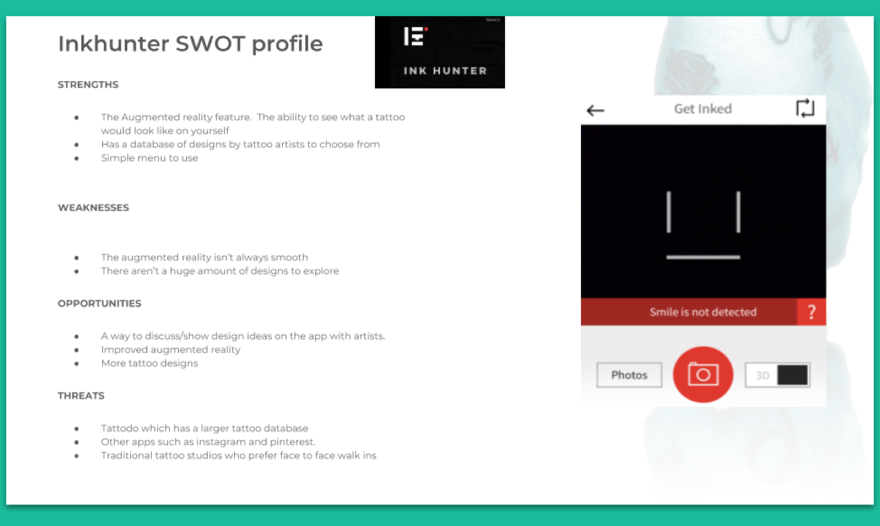 Inkhunter SWOT profile
INK HUNTER
STRENGTHS
● The Augmented reality feature.  The ability to see what a tattoo
would look like on yourself
● Has a database of designs by tattoo artists to choose from
● Simple menu to use
WEAKNESSES
● The augmented reality isn’t always smooth
● There aren’t a huge amount of designs to explore
OPPORTUNITIES
● A way to discuss/show design ideas on the app with artists.
● Improved augmented reality
● More tattoo designs
THREATS
● Tattodo which has a larger tattoo database
● Other apps such as instagram and pinterest.
● Traditional tattoo studios who prefer face to face walk ins
Get Inked
Smile is not detected ?
Photos
3D